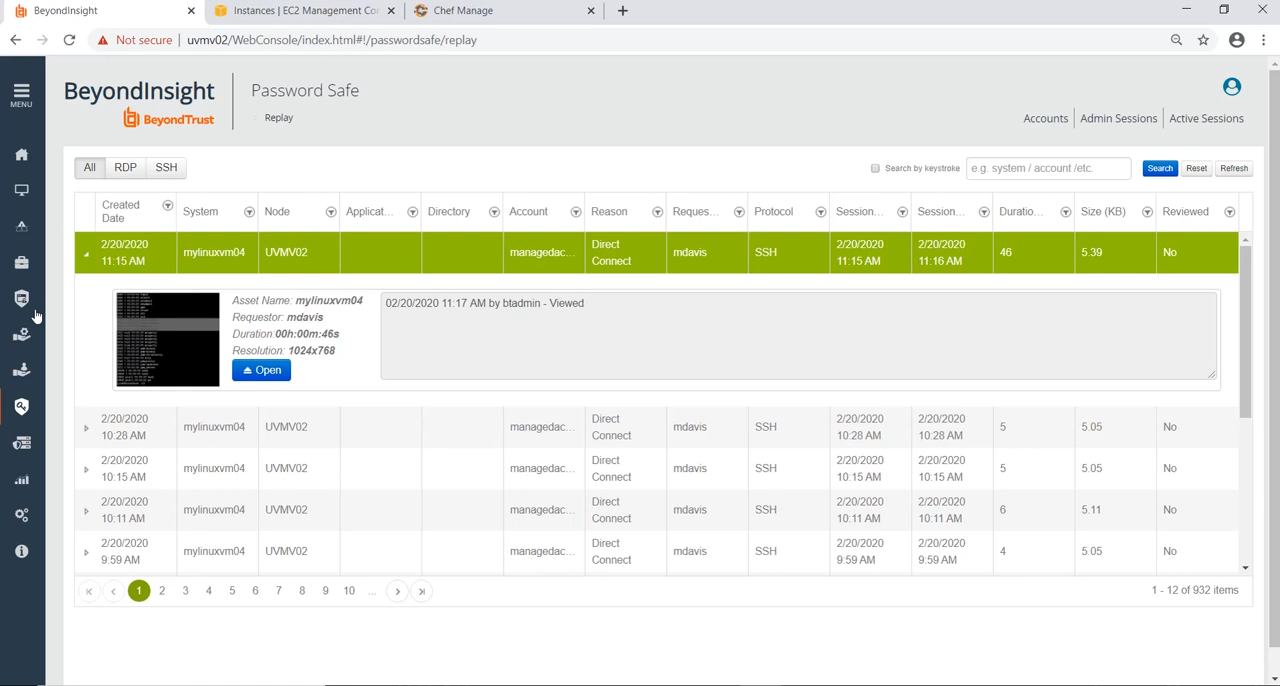 BeyondInsight
Instances | EC2 Management Co
Chef Manage
Not secure | uvmv02/WebConsole/index.html#!/passwordsafe/replay
MENU
BeyondInsight
BeyondTrust
Password Safe
Replay
Accounts
Admin Sessions
Active Sessions
All
RDP
SSH
Search by keystroke
e.g. system / account /etc.
Search
Reset
Refresh
Created Date
System
Node
Applicat...
Directory
Account
Reason
Reques...
Protocol
Session...
Session...
Duratio...
Size (KB)
Reviewed
2/20/2020 11:15 AM mylinuxvm04 UVMV02 managedac... Direct Connect mdavis SSH 2/20/2020 11:15 AM 2/20/2020 11:16 AM 46 5.39 No
Asset Name: mylinuxvm04
Requestor: mdavis
Duration:00h:00m:46s
Resolution: 1024x768
Open
02/20/2020 11:17 AM by btadmin - Viewed
2/20/2020 10:28 AM mylinuxvm04 UVMV02 managedac... Direct Connect mdavis SSH 2/20/2020 10:28 AM 2/20/2020 10:28 AM 5 5.05 No
2/20/2020 10:15 AM mylinuxvm04 UVMV02 managedac... Direct Connect mdavis SSH 2/20/2020 10:15 AM 2/20/2020 10:15 AM 5 5.05 No
2/20/2020 10:11 AM mylinuxvm04 UVMV02 managedac... Direct Connect mdavis SSH 2/20/2020 10:11 AM 2/20/2020 10:11 AM 6 5.11 No
2/20/2020 9:59 AM mylinuxvm04 UVMV02 managedac... Direct Connect mdavis SSH 2/20/2020 9:59 AM 2/20/2020 9:59 AM 4 5.05 No
1 2 3 4 5 6 7 8 9 10 ...
1 - 12 of 932 items